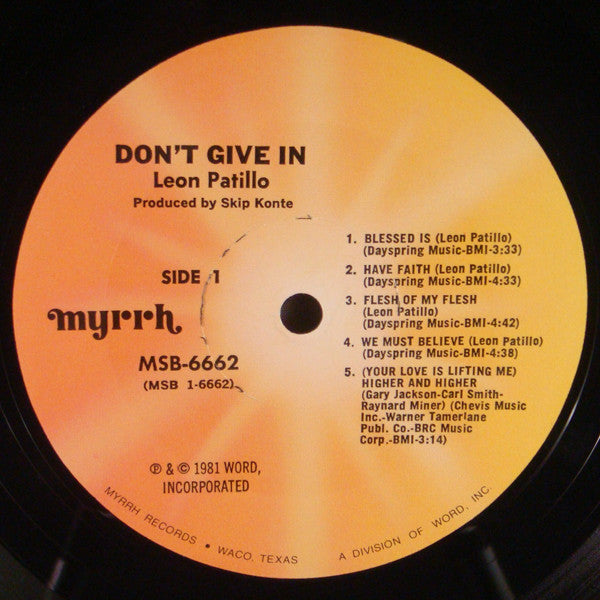 DON'T GIVE IN
Leon Patillo
Produced by Skip Konte
SIDE 1
myrrh
MSB-6662
(MSB 1-6662)
1. BLESSED IS (Leon Patillo)
(Dayspring Music-BMI-3:33)
2. HAVE FAITH (Leon Patillo)
(Dayspring Music-BMI-4:33)
3. FLESH OF MY FLESH
(Leon Patillo)
(Dayspring Music-BMI-4:42)
4. WE MUST BELIEVE (Leon Patillo)
(Dayspring Music-BMI-4:38)
5. (YOUR LOVE IS LIFTING ME)
HIGHER AND HIGHER
(Gary Jackson-Carl Smith-
Raynard Miner) (Chevis Music
Inc.-Warner Tamerlane
Publ. Co.-BRC Music
Corp.-BMI-3:14)
℗ & © 1981 WORD,
INCORPORATED
MYRRH RECORDS • WACO, TEXAS A DIVISION OF WORD, INC.